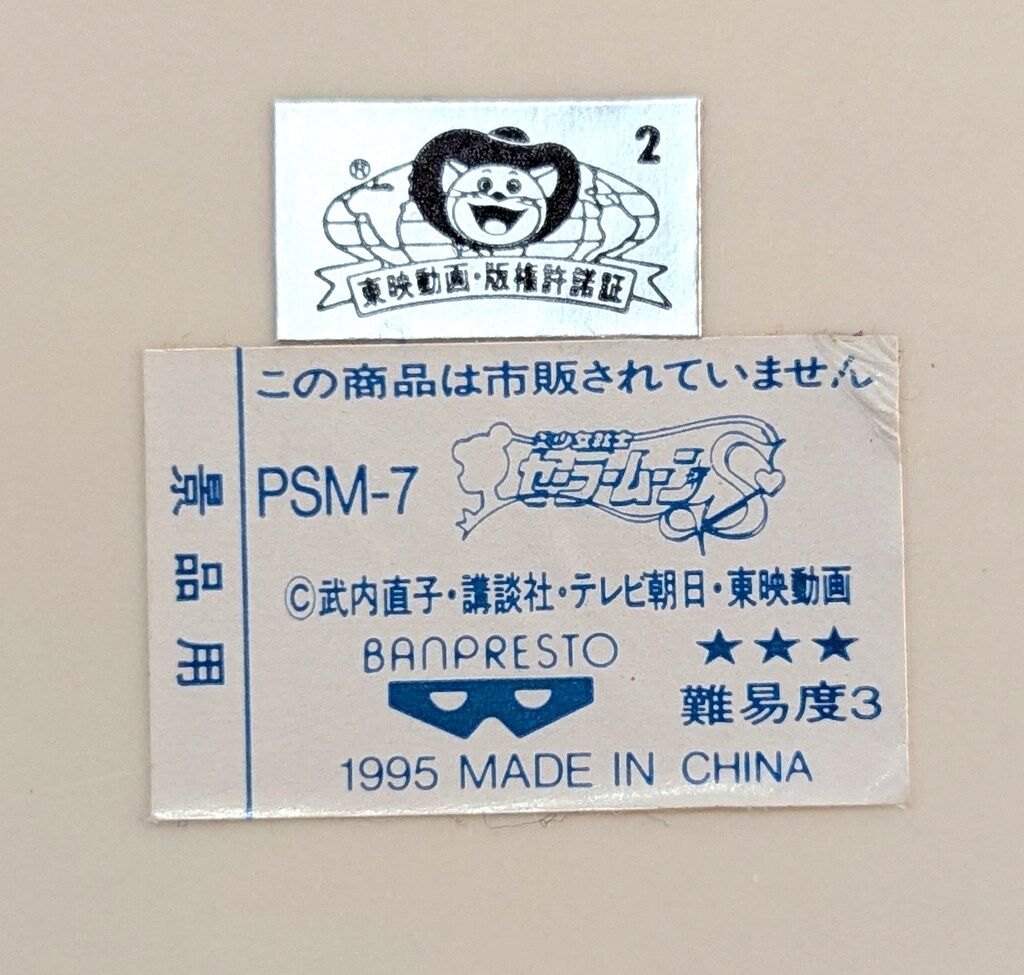 2
®
東映動画・版権許諾証
この商品は市販されていません
景品用
PSM-7
美少女戦士
セーラームーンS
©武内直子・講談社・テレビ朝日・東映動画
BANPRESTO
★★★
難易度3
1995 MADE IN CHINA